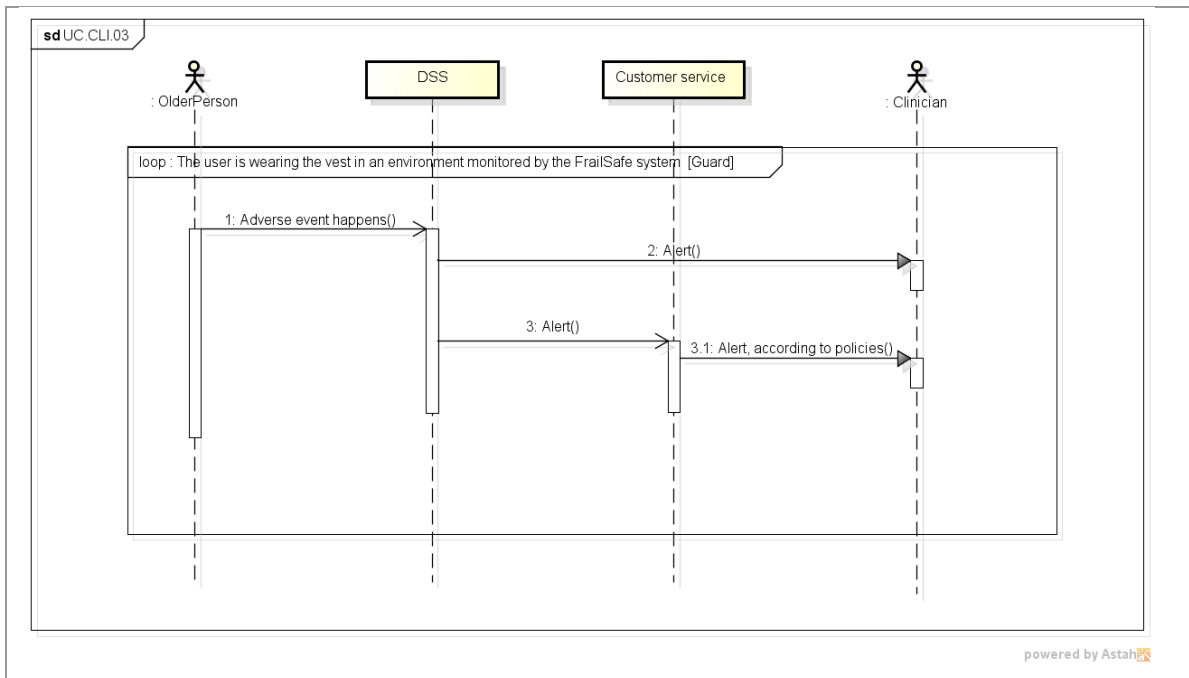 sd UC.CLI.03
: OlderPerson
DSS
Customer service
: Clinician
loop : The user is wearing the vest in an environment monitored by the FrailSafe system [Guard]
1: Adverse event happens()
2: Alert()
3: Alert()
3.1: Alert, according to policies()
powered by Astah